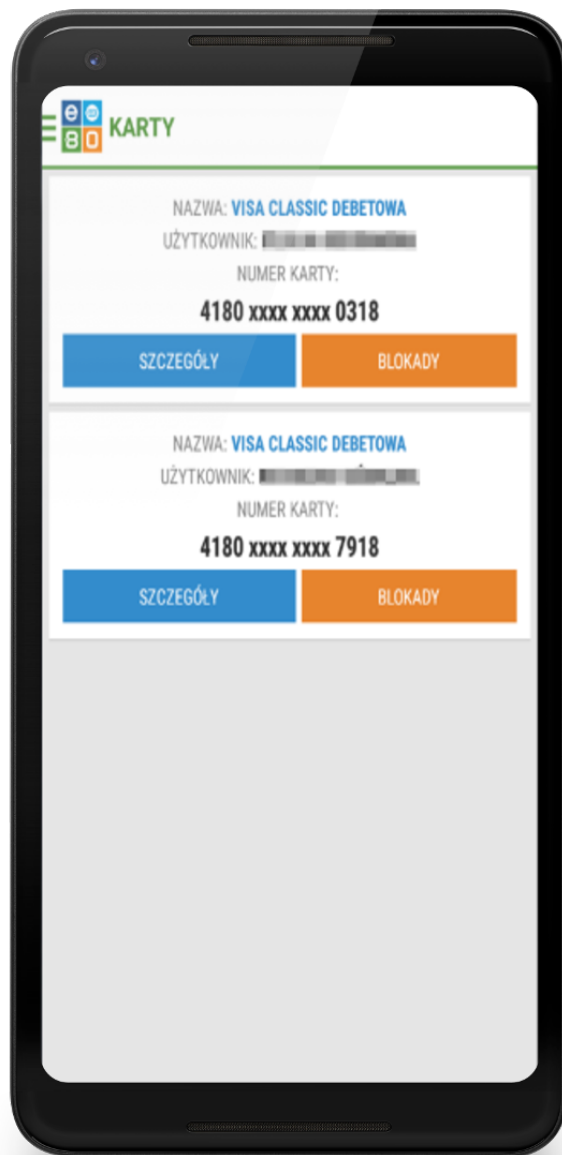 eBO KARTY
NAZWA: VISA CLASSIC DEBETOWA
UŻYTKOWNIK:
NUMER KARTY:
4180 xxxx xxxx 0318
SZCZEGÓŁY BLOKADY
NAZWA: VISA CLASSIC DEBETOWA
UŻYTKOWNIK:
NUMER KARTY:
4180 xxxx xxxx 7918
SZCZEGÓŁY BLOKADY